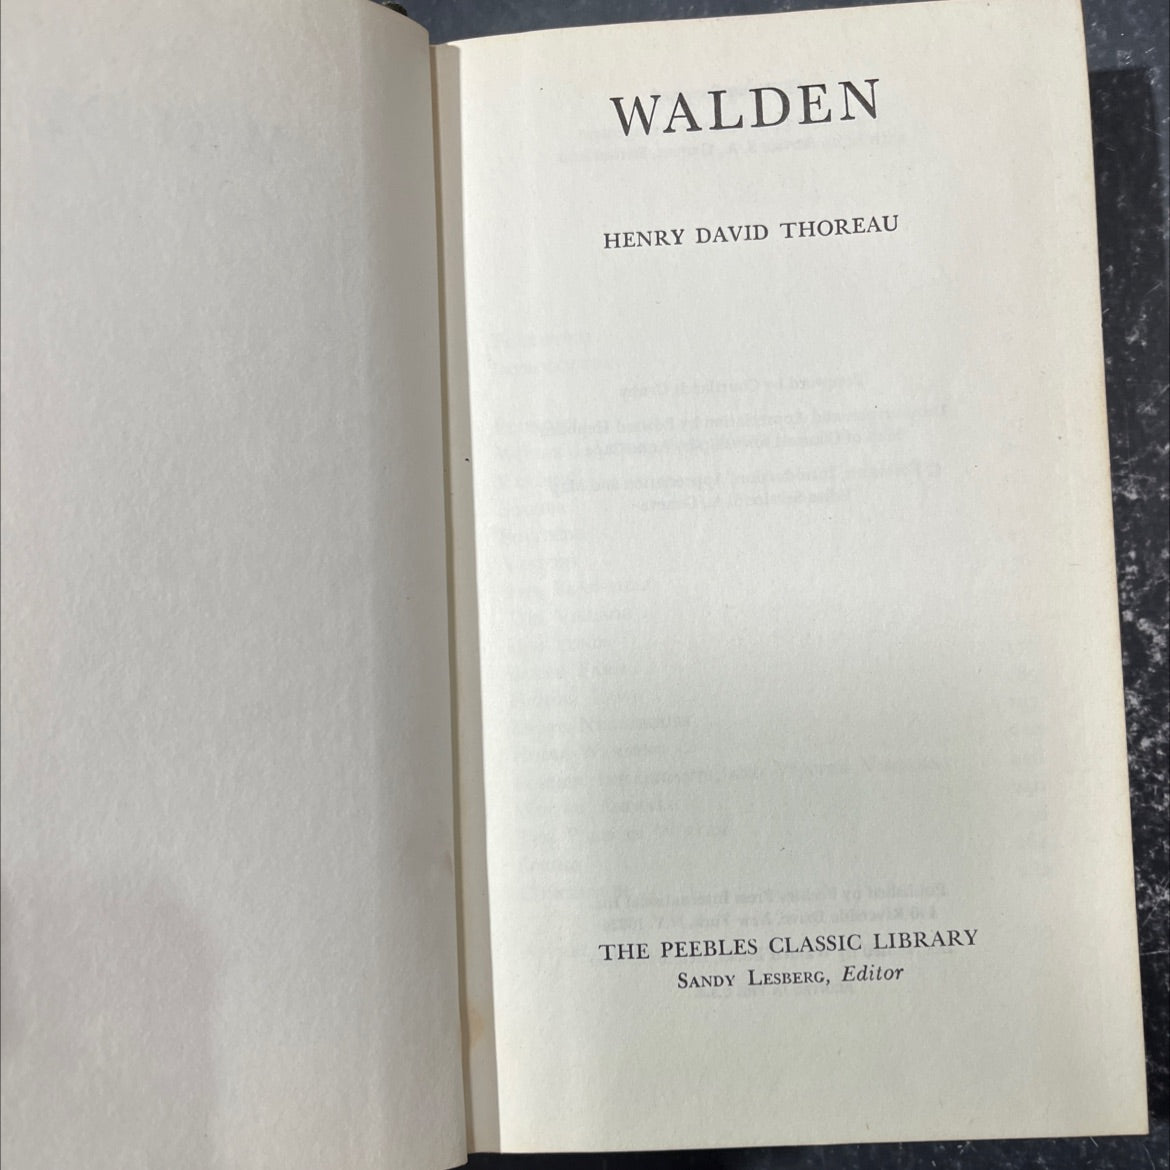 WALDEN
HENRY DAVID THOREAU
THE PEEBLES CLASSIC LIBRARY
SANDY LESBERG, Editor